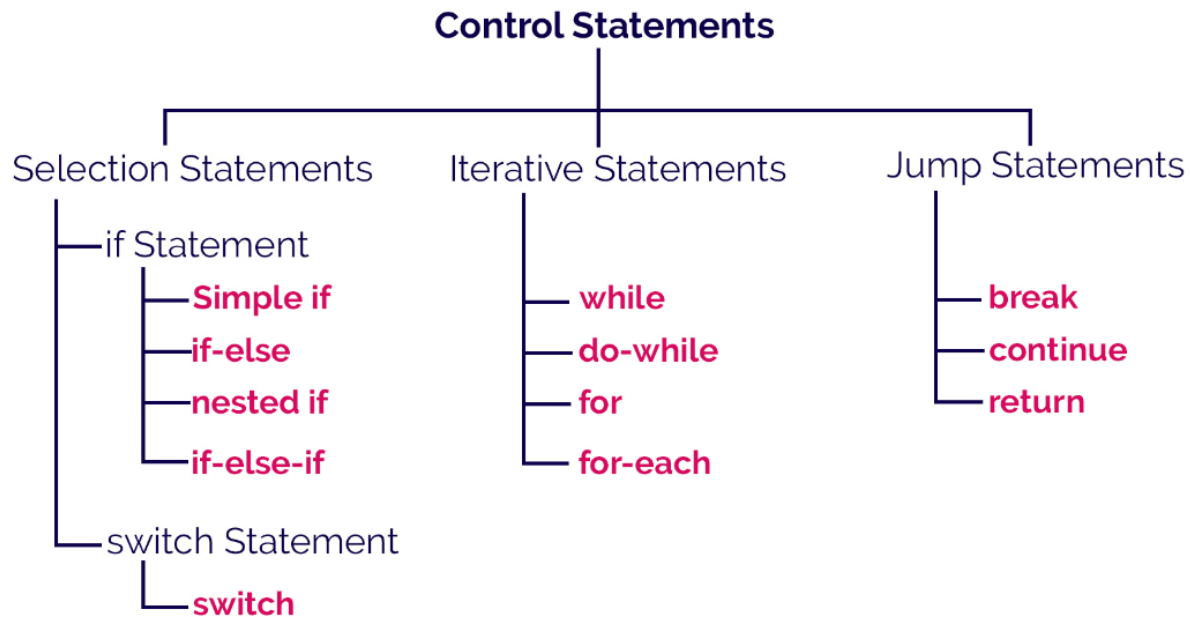 Control Statements
Selection Statements
if Statement
Simple if
if-else
nested if
if-else-if
switch Statement
switch
Iterative Statements
while
do-while
for
for-each
Jump Statements
break
continue
return